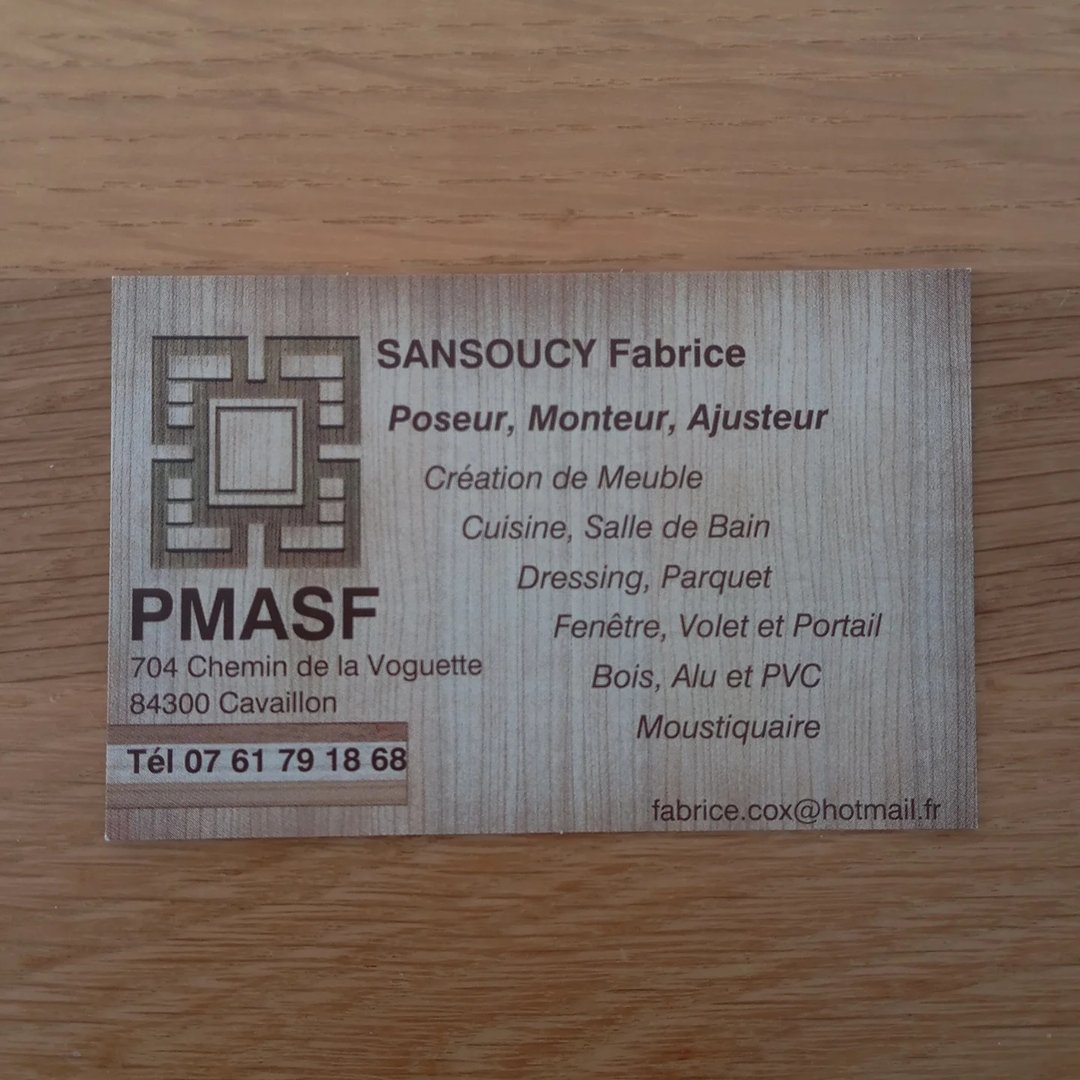 SANSOUCY Fabrice
Poseur, Monteur, Ajusteur
Création de Meuble
Cuisine, Salle de Bain
Dressing, Parquet
Fenêtre, Volet et Portail
Bois, Alu et PVC
Moustiquaire
PMASF
704 Chemin de la Voguette
84300 Cavaillon
Tél 07 61 79 18 68
fabrice.cox@hotmail.fr